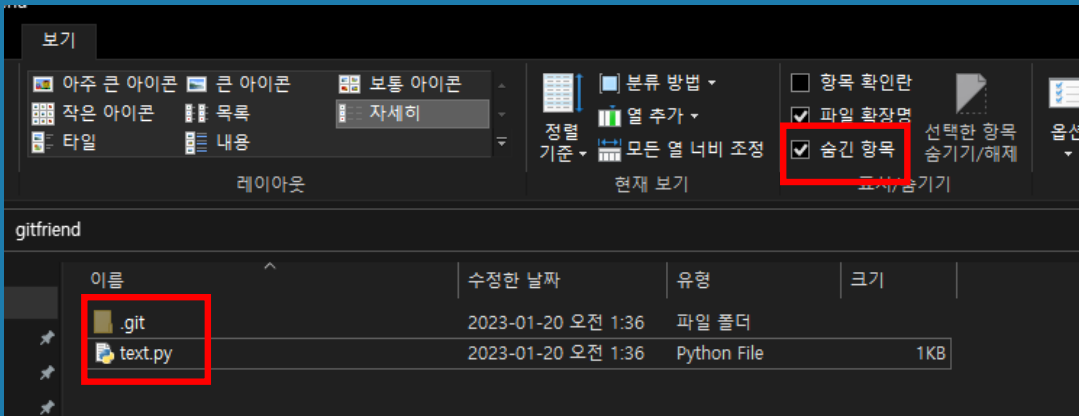 보기
아주 큰 아이콘 큰 아이콘 보통 아이콘
작은 아이콘 목록 자세히
타일 내용
레이아웃
정렬
기준
분류 방법
열 추가
모든 열 너비 조정
현재 보기
항목 확인란
파일 확장명
숨긴 항목
선택한 항목
숨기기/해제
표시/숨기기
옵션
gitfriend
이름 수정한 날짜 유형 크기
.git 2023-01-20 오전 1:36 파일 폴더
text.py 2023-01-20 오전 1:36 Python File 1KB